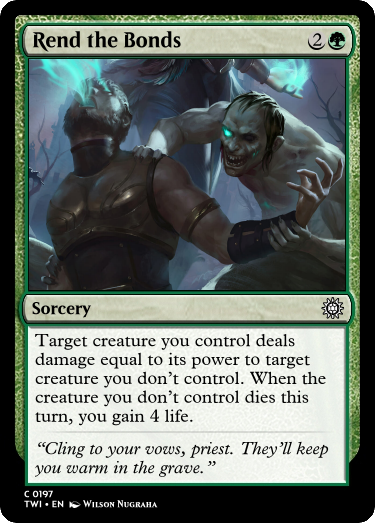 Rend the Bonds 2
Sorcery
Target creature you control deals
damage equal to its power to target
creature you don't control. When the
creature you don't control dies this
turn, you gain 4 life.
"Cling to your vows, priest. They'll keep
you warm in the grave."
C 0197
TWI • EN Wilson Nugraha